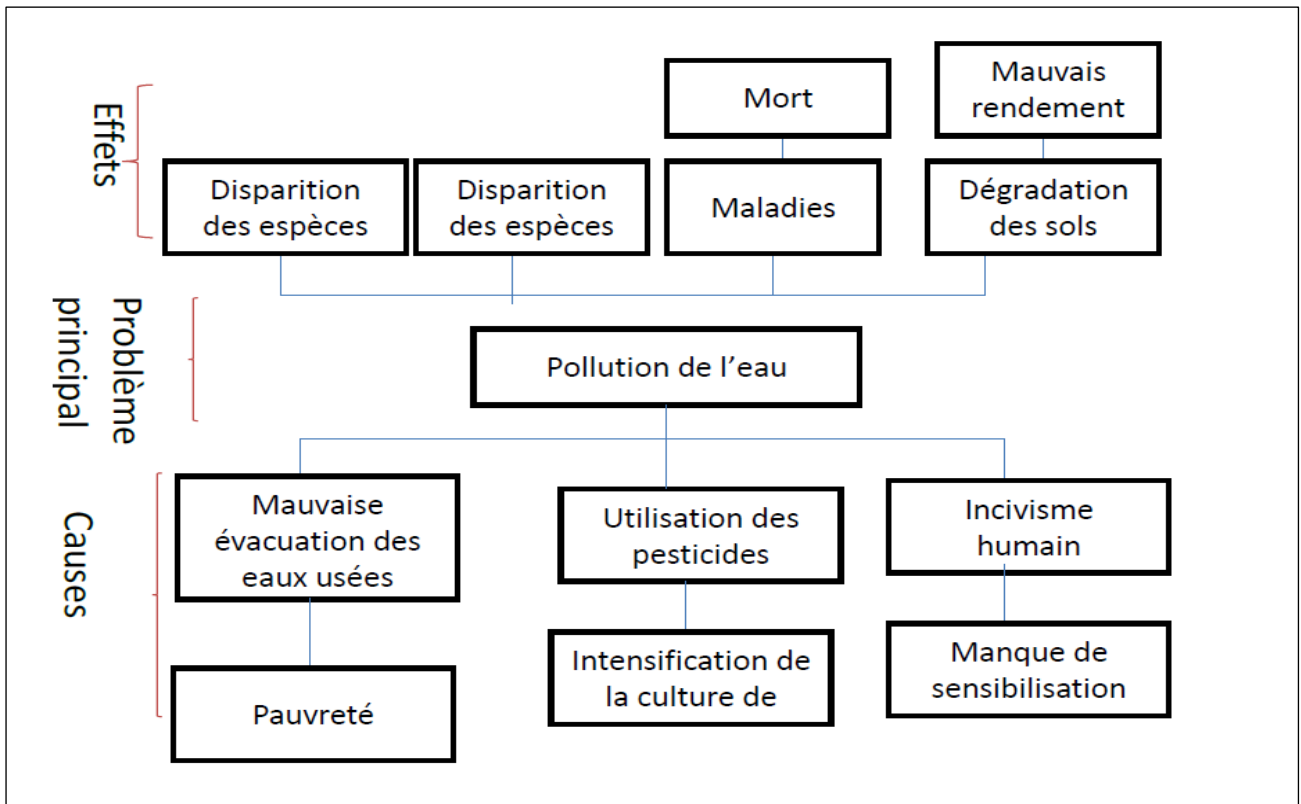 Effets
Mort
Mauvais
rendement
Disparition
des espèces
Disparition
des espèces
Maladies
Dégradation
des sols
Problème
principal
Pollution de l’eau
Causes
Mauvaise
évacuation des
eaux usées
Utilisation des
pesticides
Incivisme
humain
Pauvreté
Intensification de
la culture de
Manque de
sensibilisation